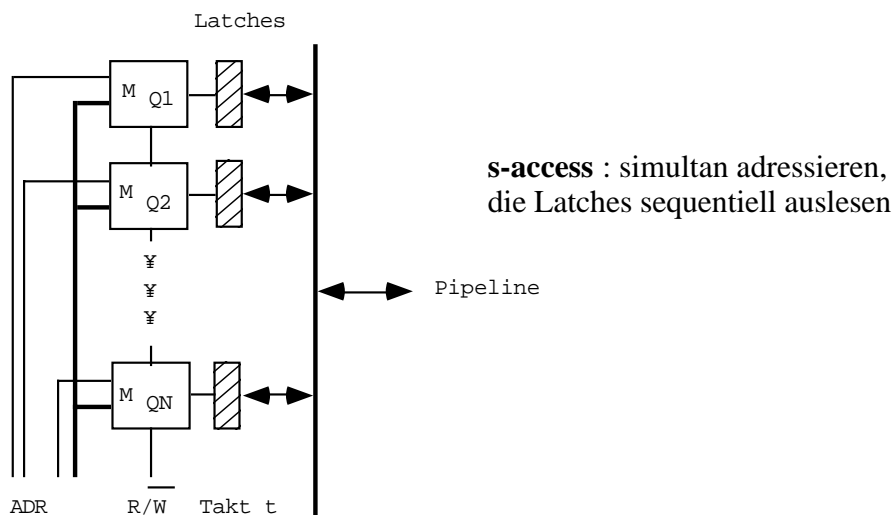 Latches
M Q1
s-access : simultan adressieren,
die Latches sequentiell auslesen
M Q2
¥
¥
¥
Pipeline
M QN
ADR R/W Takt t